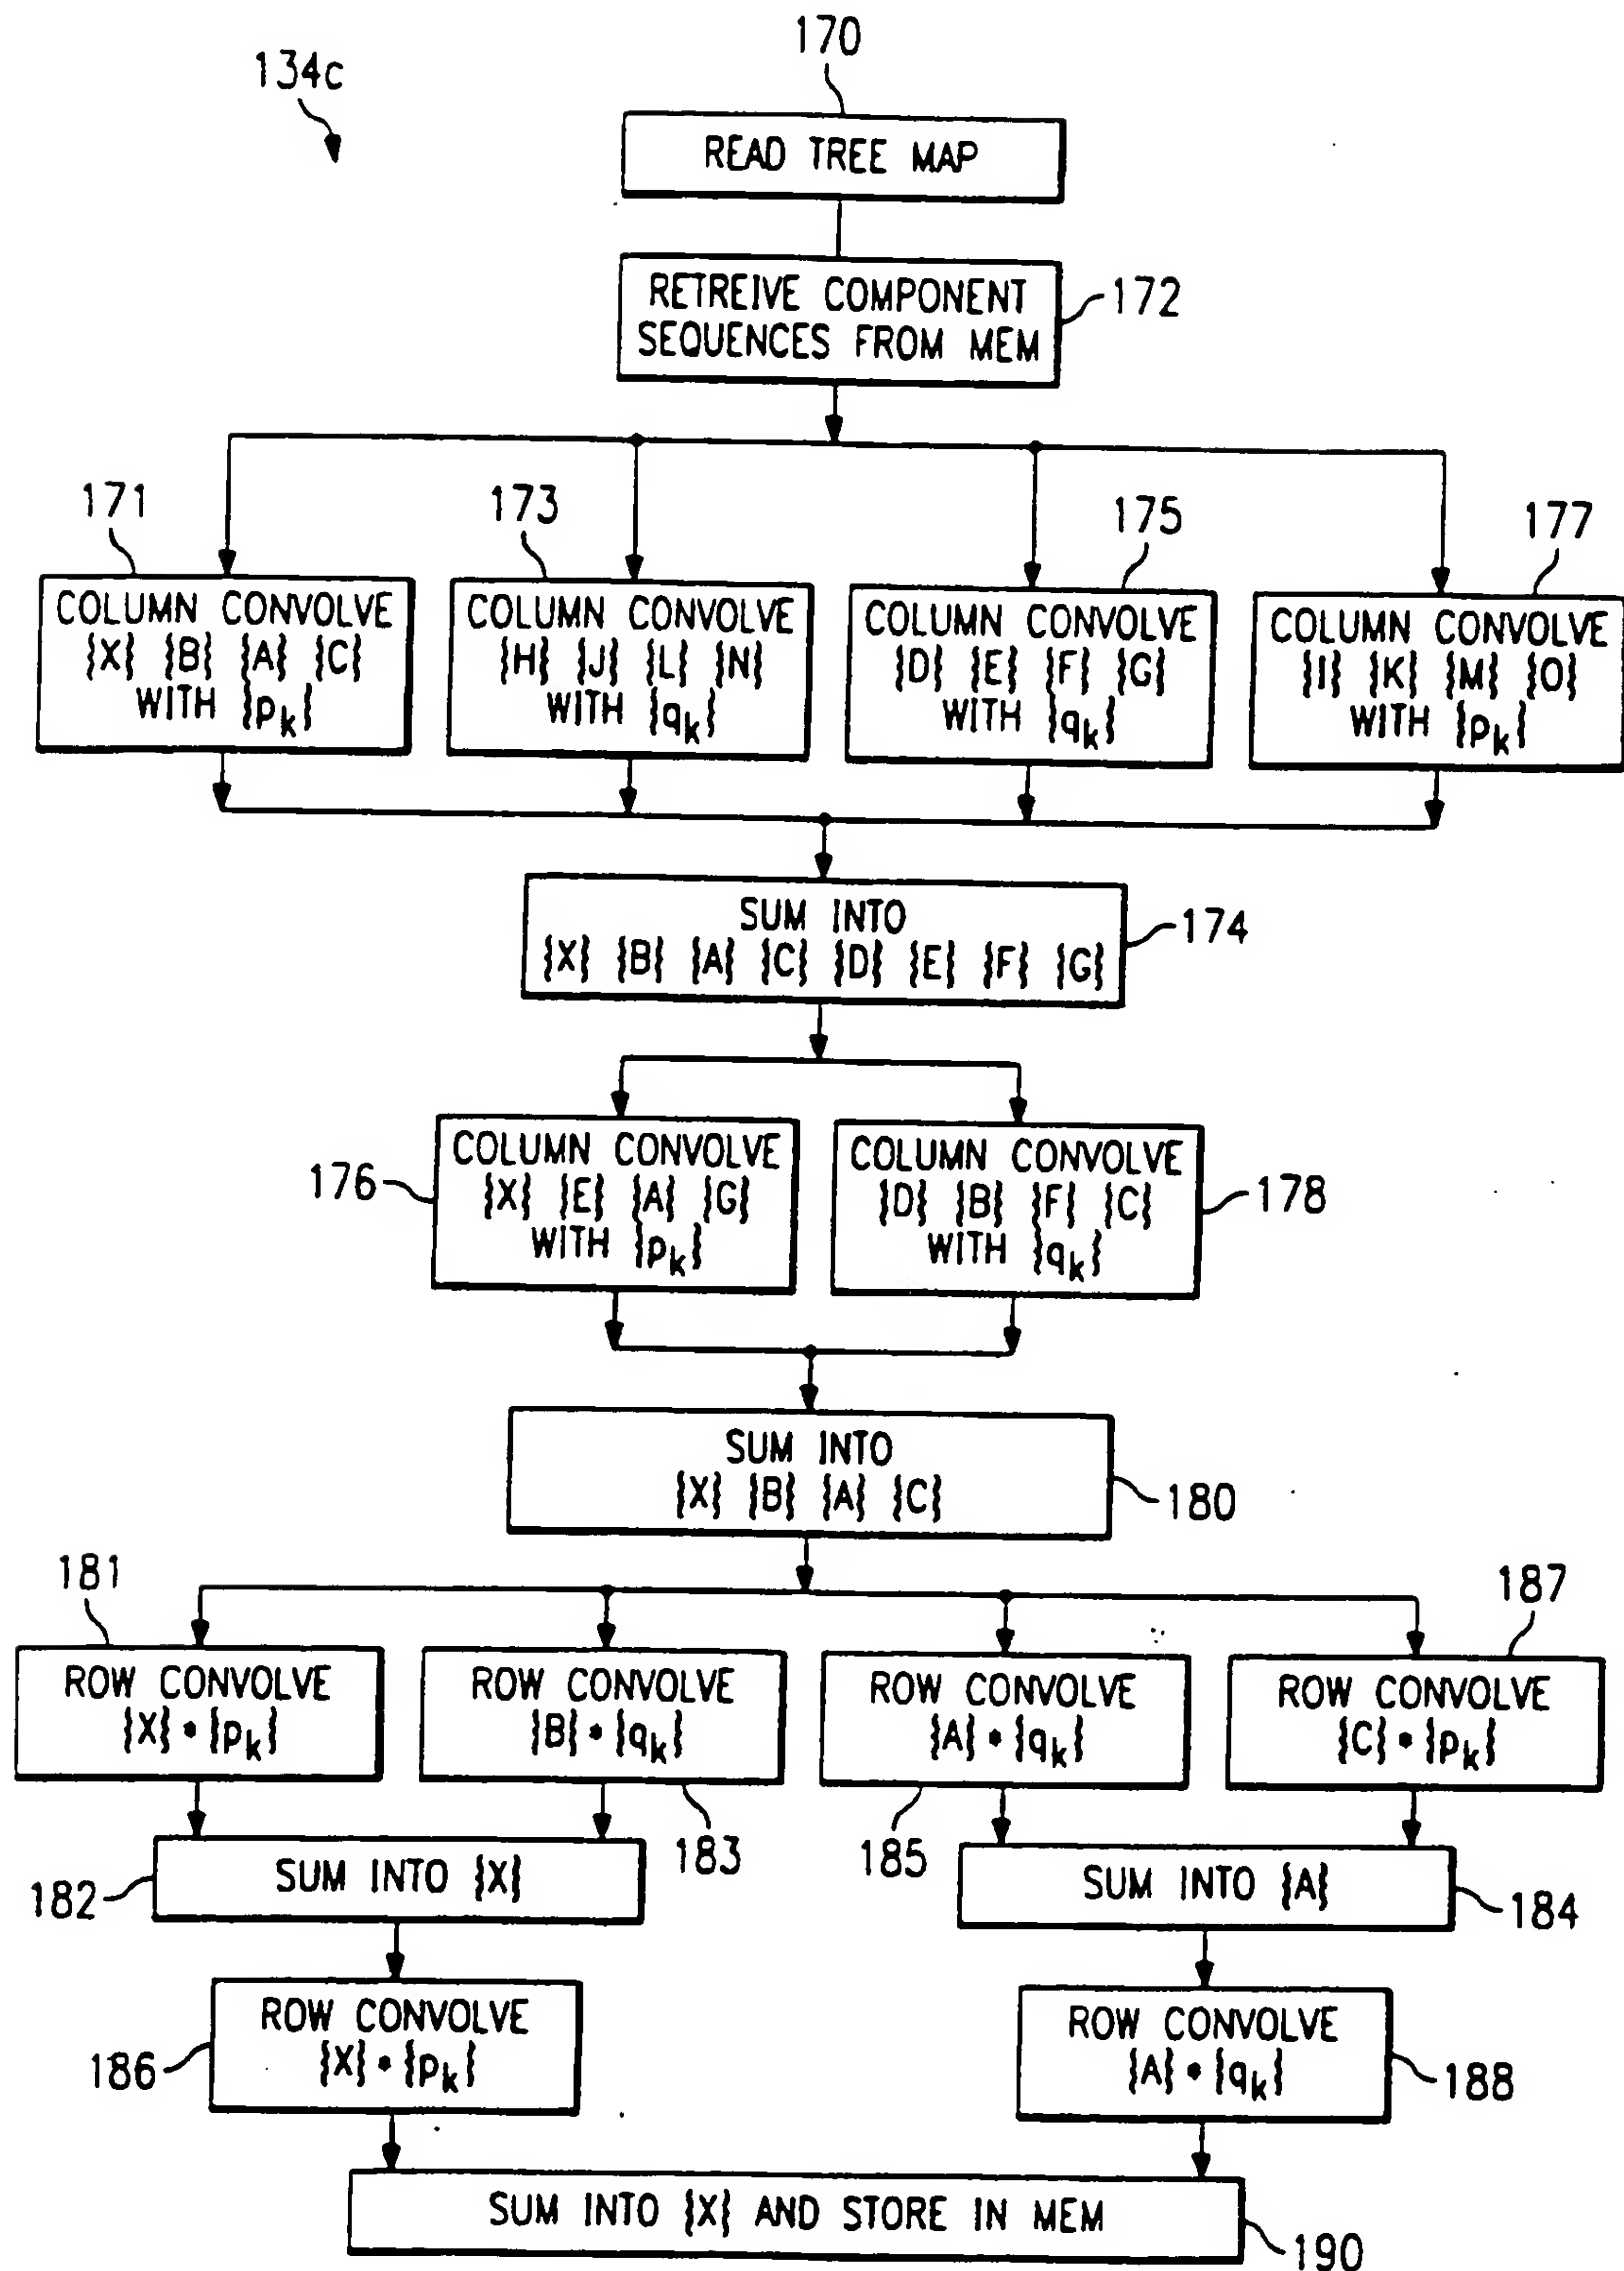 134c
170
READ TREE MAP
RETREIVE COMPONENT
SEQUENCES FROM MEM
172
171
COLUMN CONVOLVE
{X} {B} {A} {C}
WITH {pk}
173
COLUMN CONVOLVE
{H} {J} {L} {N}
WITH {qk}
175
COLUMN CONVOLVE
{D} {E} {F} {G}
WITH {qk}
177
COLUMN CONVOLVE
{I} {K} {M} {O}
WITH {pk}
SUM INTO
{X} {B} {A} {C} {D} {E} {F} {G}
174
176
COLUMN CONVOLVE
{X} {E} {A} {G}
WITH {pk}
COLUMN CONVOLVE
{D} {B} {F} {C}
WITH {qk}
178
SUM INTO
{X} {B} {A} {C}
180
181
ROW CONVOLVE
{X} • {pk}
ROW CONVOLVE
{B} • {qk}
183
ROW CONVOLVE
{A} • {qk}
185
187
ROW CONVOLVE
{C} • {pk}
182
SUM INTO {X}
SUM INTO {A}
184
186
ROW CONVOLVE
{X} • {pk}
ROW CONVOLVE
{A} • {qk}
188
SUM INTO {X} AND STORE IN MEM
190